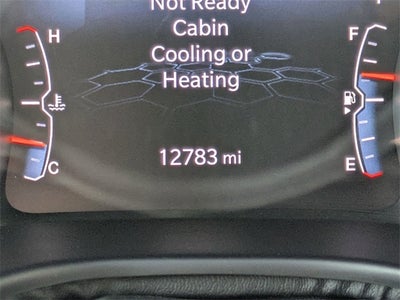 Not Ready
Cabin
Cooling or
Heating
H
F
C
E
12783 mi